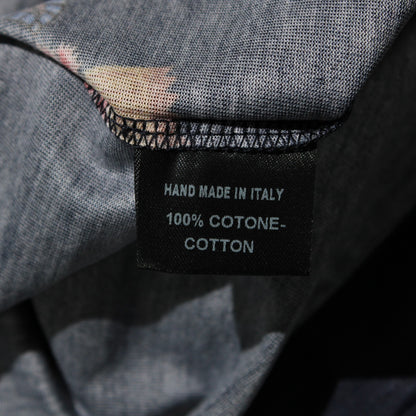 HAND MADE IN ITALY
100% COTONE-
COTTON